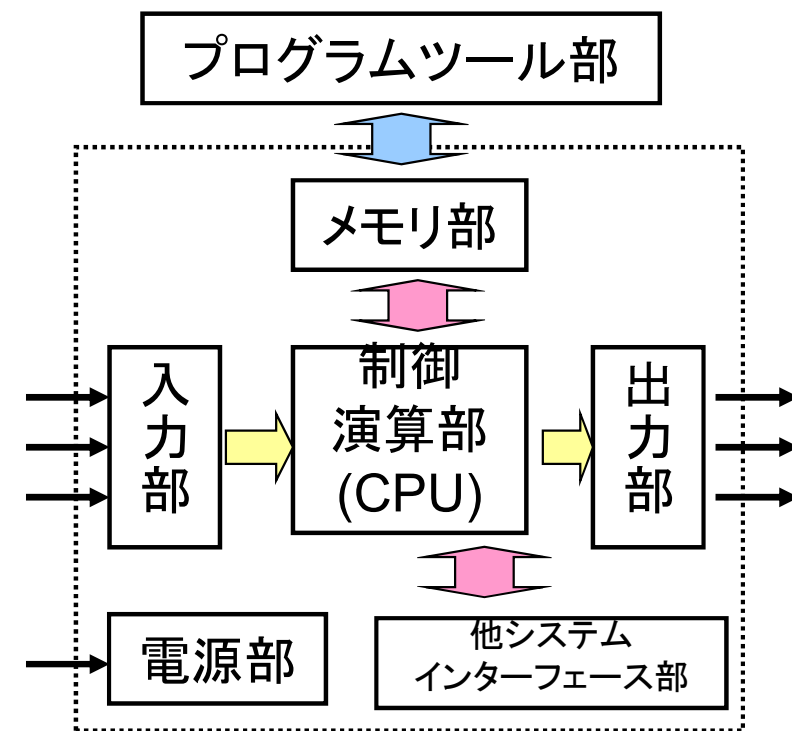 プログラムツール部
メモリ部
入
力
部
制御
演算部
(CPU)
出
力
部
電源部
他システム
インターフェース部